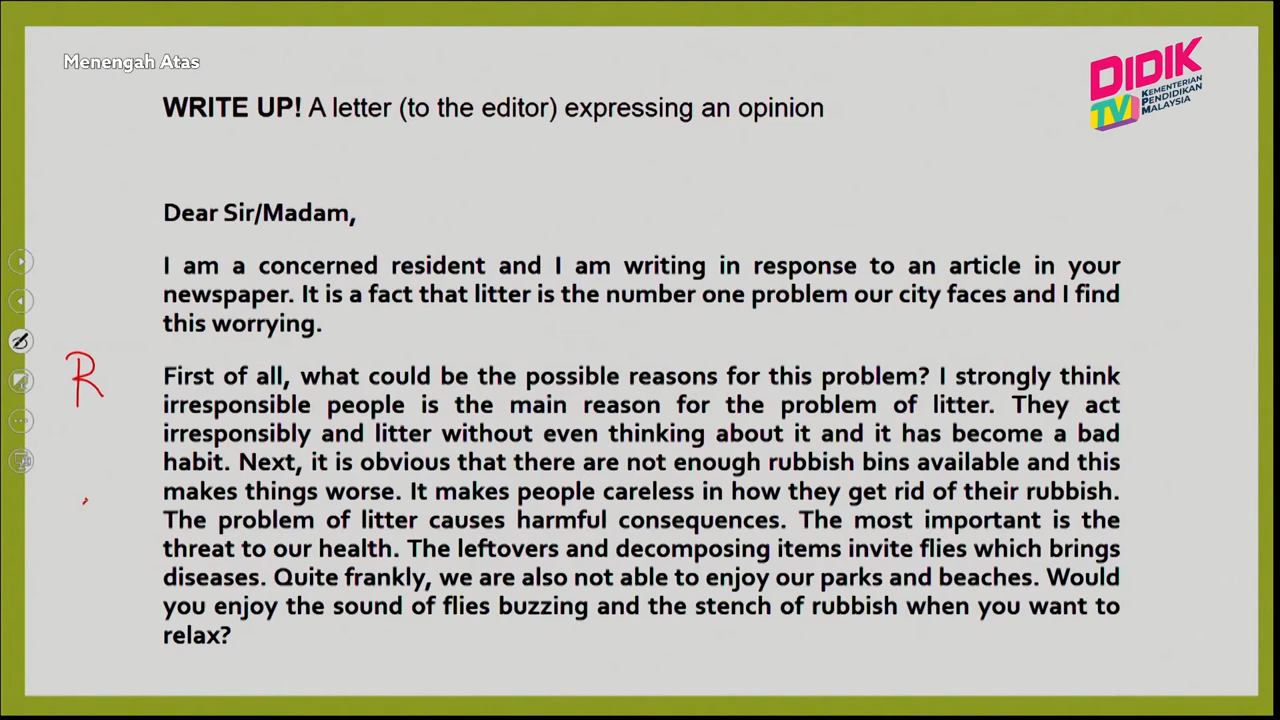 Menengah Atas
DIDIK
TV
KEMENTERIAN
PENDIDIKAN
MALAYSIA
WRITE UP! A letter (to the editor) expressing an opinion
Dear Sir/Madam,
I am a concerned resident and I am writing in response to an article in your
newspaper. It is a fact that litter is the number one problem our city faces and I find
this worrying.
R
First of all, what could be the possible reasons for this problem? I strongly think
irresponsible people is the main reason for the problem of litter. They act
irresponsibly and litter without even thinking about it and it has become a bad
habit. Next, it is obvious that there are not enough rubbish bins available and this
makes things worse. It makes people careless in how they get rid of their rubbish.
The problem of litter causes harmful consequences. The most important is the
threat to our health. The leftovers and decomposing items invite flies which brings
diseases. Quite frankly, we are also not able to enjoy our parks and beaches. Would
you enjoy the sound of flies buzzing and the stench of rubbish when you want to
relax?